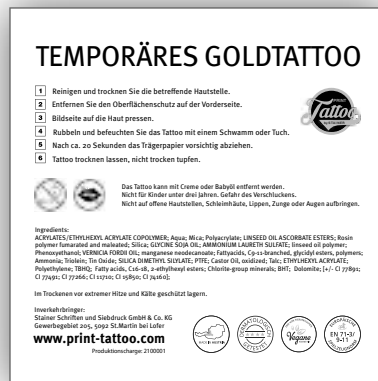 TEMPORÄRES GOLDTATTOO
1 Reinigen und trocknen Sie die betreffende Hautstelle.
2 Entfernen Sie den Oberflächenschutz auf der Vorderseite.
3 Bildseite auf die Haut pressen.
4 Rubbeln und befeuchten Sie das Tattoo mit einem Schwamm oder Tuch.
5 Nach ca. 20 Sekunden das Trägerpapier vorsichtig abziehen.
6 Tattoo trocknen lassen, nicht trocken tupfen.
Tattoo
Das Tattoo kann mit Creme oder Babyöl entfernt werden.
Nicht für Kinder unter drei Jahren. Gefahr des Verschluckens.
Nicht auf offene Hautstellen, Schleimhäute, Lippen, Zunge oder Augen aufbringen.
Ingredients:
ACRYLATES/ETHYLHEXYL ACRYLATE COPOLYMER; Aqua; Mica; Polyacrylate; LINSEED OIL ASCORBATE ESTERS; Rosin
polymer fumarated and maleated; Silica; GLYCINE SOJA OIL; AMMONIUM LAURETH SULFATE; linseed oil polymer;
Phenoxyethanol; VERNICIA FORDII OIL; manganese neodecanoate; Fattyacids, C9-11-branched, glycidyl esters, polymers;
Ammonia; Triolein; Tin Oxide; SILICA DIMETHYL SILYLATE; PTFE; Castor Oil, oxidized; Talc; ETHYLHEXYL ACRYLATE;
Polyethylene; TBHQ; Fatty acids, C16-18, 2-ethylhexyl esters; Chlorite-group minerals; BHT; Dolomite; [+/- CI 77891;
CI 77491; CI 77266; CI 11710; CI 15850; CI 74160];
Im Trockenen vor extremer Hitze und Kälte geschützt lagern.
Inverkehrbringer:
Stainer Schriften und Siebdruck GmbH & Co. KG
Gewerbegebiet 205, 5092 St.Martin bei Lofer
www.print-tattoo.com
Produktionscharge: 2100001
MADE IN AUSTRIA
DERMATOLOGISCH
GETESTET
Vegane
EN 71-3/
9-11